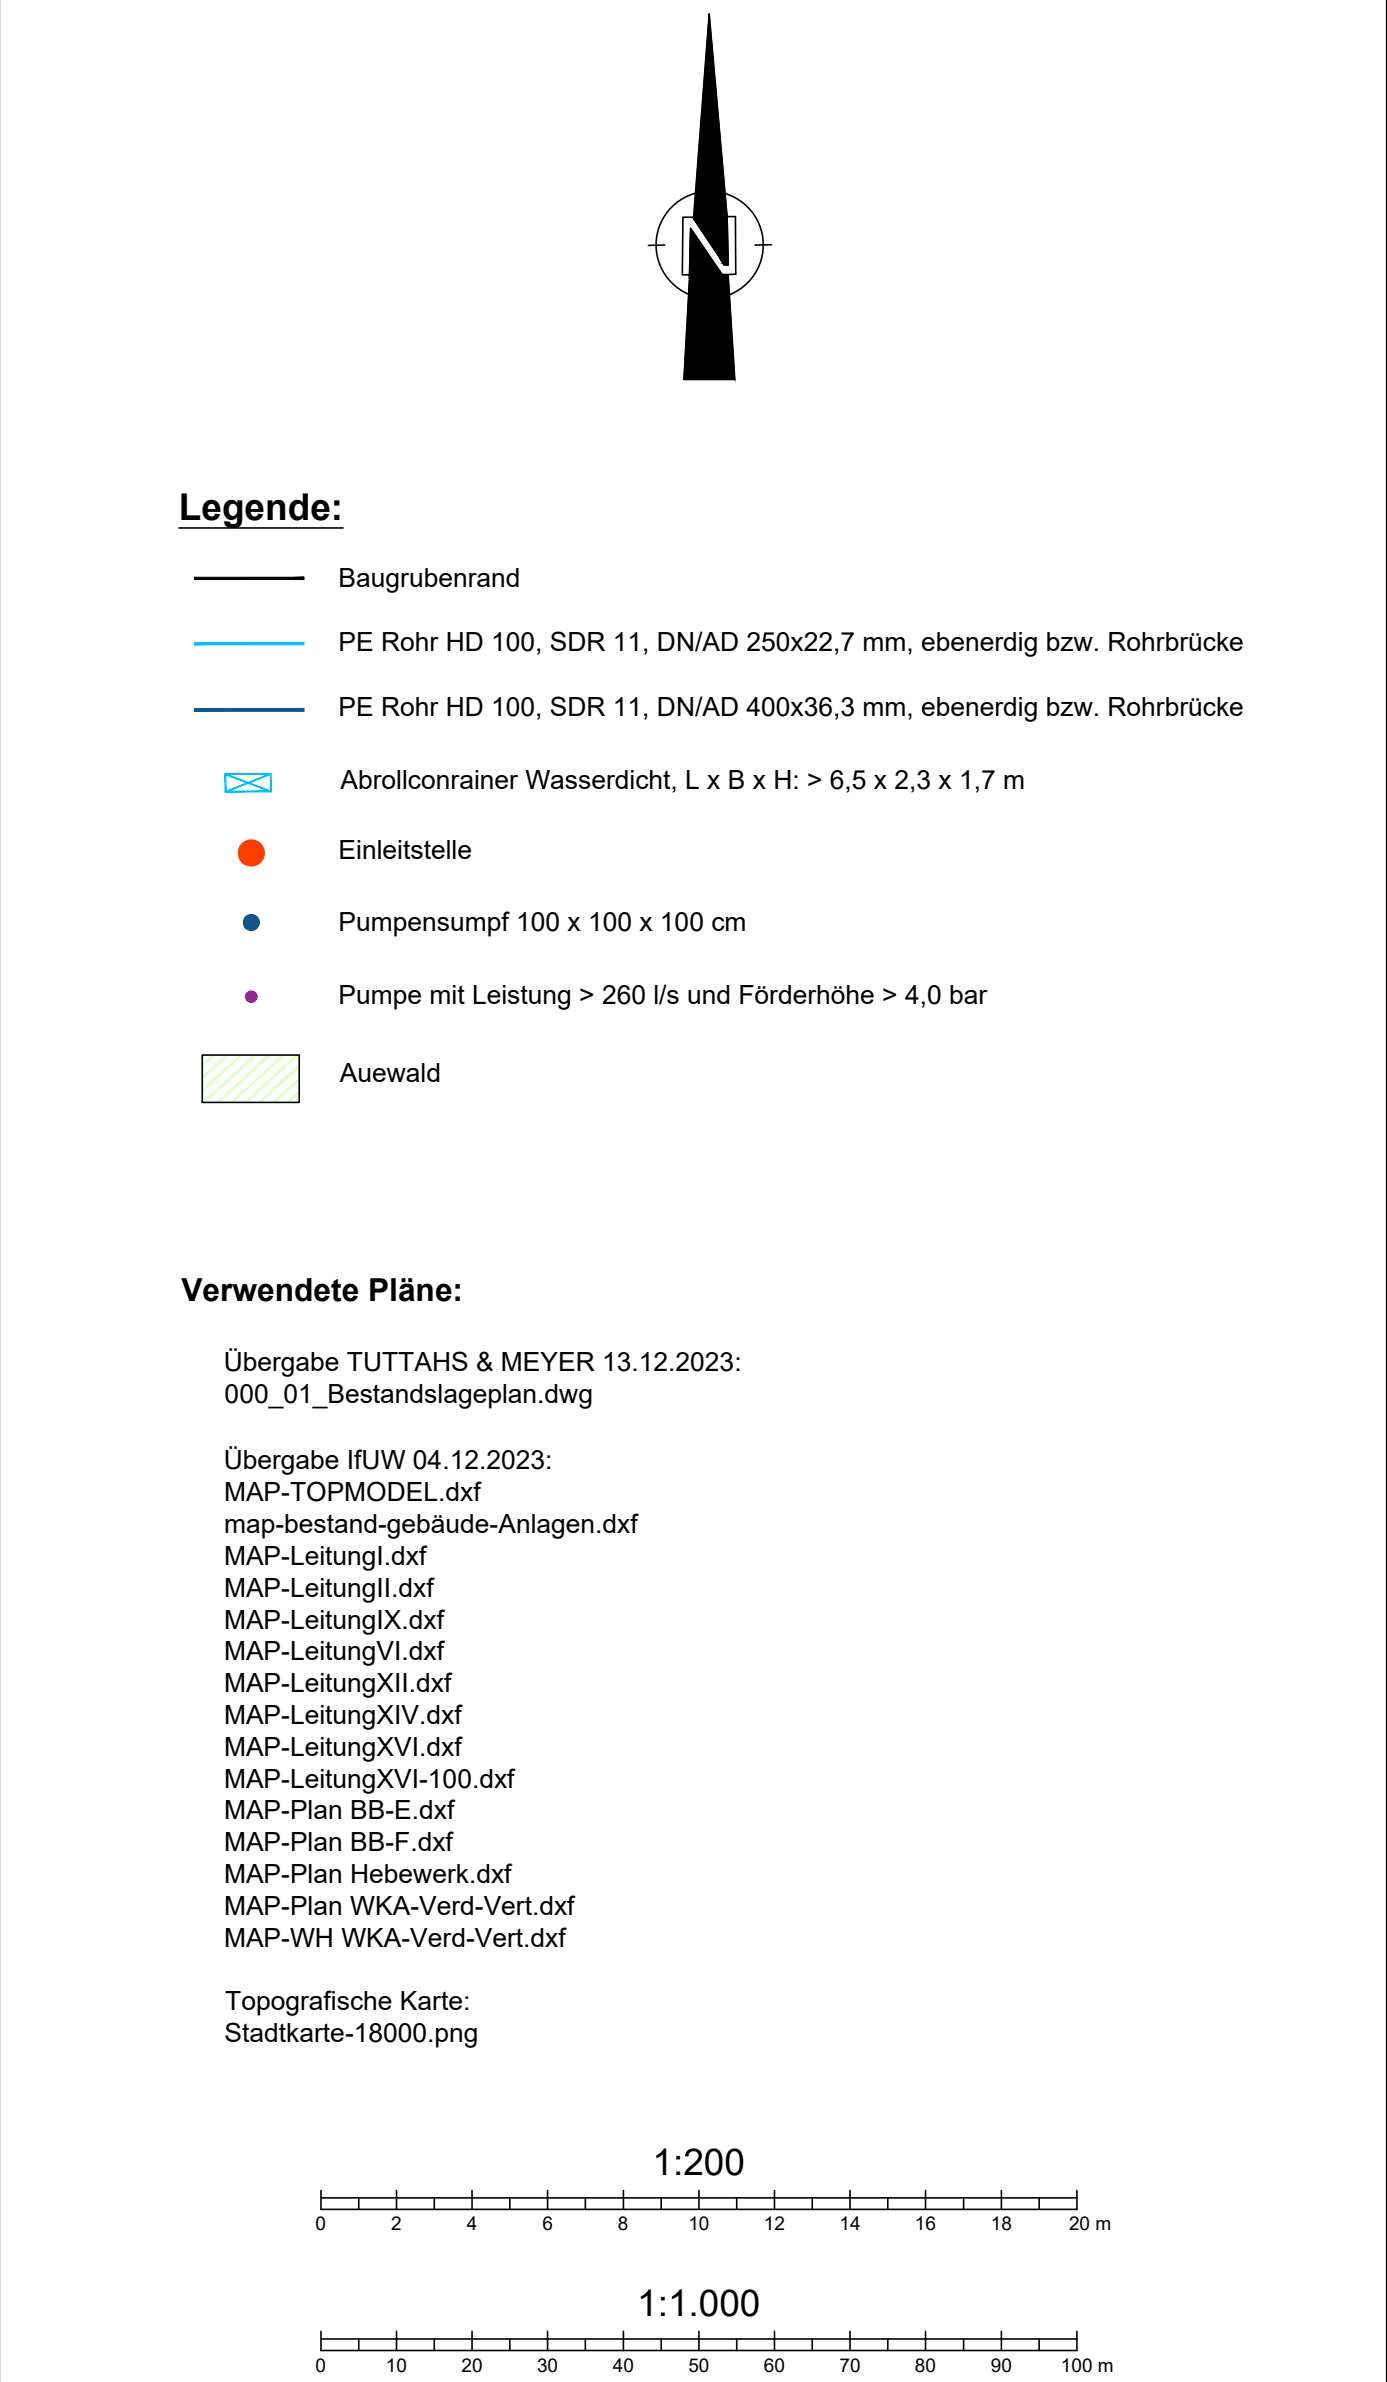 N
Legende:
Baugrubenrand
PE Rohr HD 100, SDR 11, DN/AD 250x22,7 mm, ebenerdig bzw. Rohrbrücke
PE Rohr HD 100, SDR 11, DN/AD 400x36,3 mm, ebenerdig bzw. Rohrbrücke
Abrollconrainer Wasserdicht, L x B x H: > 6,5 x 2,3 x 1,7 m
Einleitstelle
Pumpensumpf 100 x 100 x 100 cm
Pumpe mit Leistung > 260 l/s und Förderhöhe > 4,0 bar
Auewald
Verwendete Pläne:
Übergabe TUTTAHS & MEYER 13.12.2023:
000_01_Bestandslageplan.dwg
Übergabe IfUW 04.12.2023:
MAP-TOPMODEL.dxf
map-bestand-gebäude-Anlagen.dxf
MAP-LeitungI.dxf
MAP-LeitungII.dxf
MAP-LeitungIX.dxf
MAP-LeitungVI.dxf
MAP-LeitungXII.dxf
MAP-LeitungXIV.dxf
MAP-LeitungXVI.dxf
MAP-LeitungXVI-100.dxf
MAP-Plan BB-E.dxf
MAP-Plan BB-F.dxf
MAP-Plan Hebewerk.dxf
MAP-Plan WKA-Verd-Vert.dxf
MAP-WH WKA-Verd-Vert.dxf
Topografische Karte:
Stadtkarte-18000.png
1:200
0 2 4 6 8 10 12 14 16 18 20 m
1:1.000
0 10 20 30 40 50 60 70 80 90 100 m